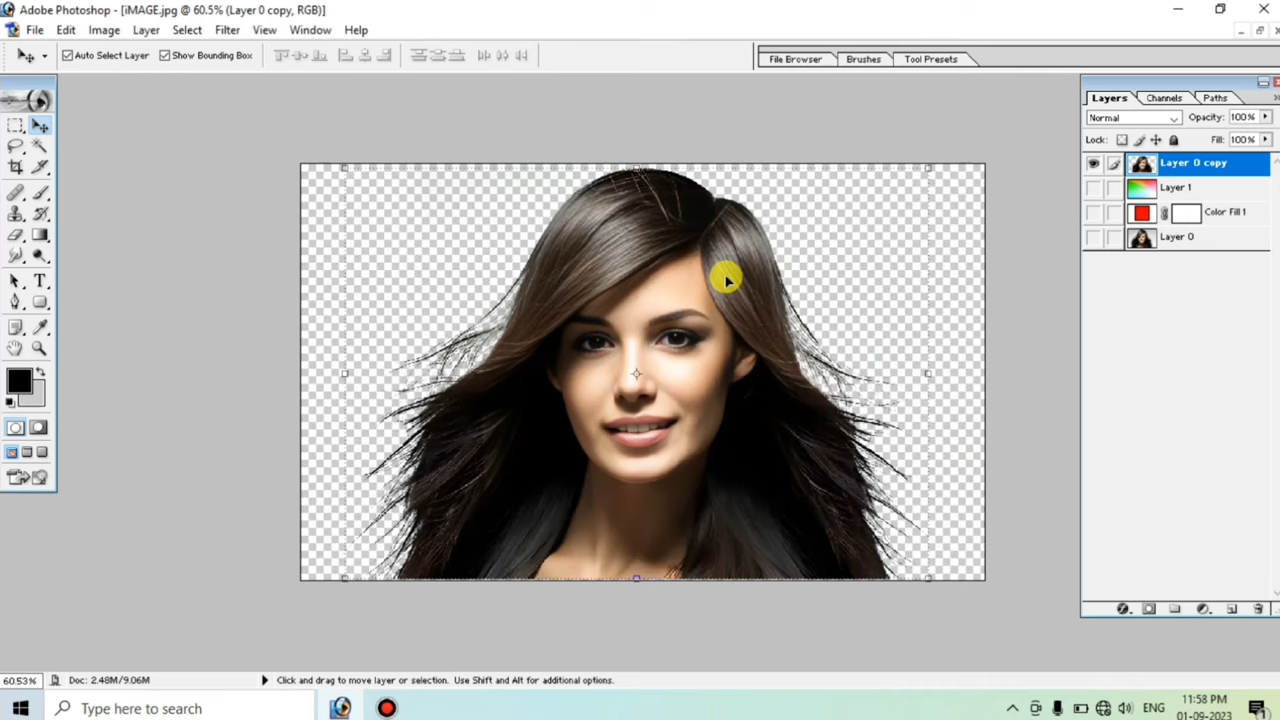 Adobe Photoshop - [iMAGE.jpg @ 60.5% (Layer 0 copy, RGB)]
File Edit Image Layer Select Filter View Window Help
Auto Select Layer Show Bounding Box File Browser Brushes Tool Presets
Layers Channels Paths
Normal Opacity: 100%
Lock: Fill: 100%
Layer 0 copy
Layer 1
Color Fill 1
Layer 0
T
60.53% Doc: 2.48M/9.06M Click and drag to move layer or selection. Use Shift and Alt for additional options.
Type here to search
ENG
11:58 PM
01-09-2023
1